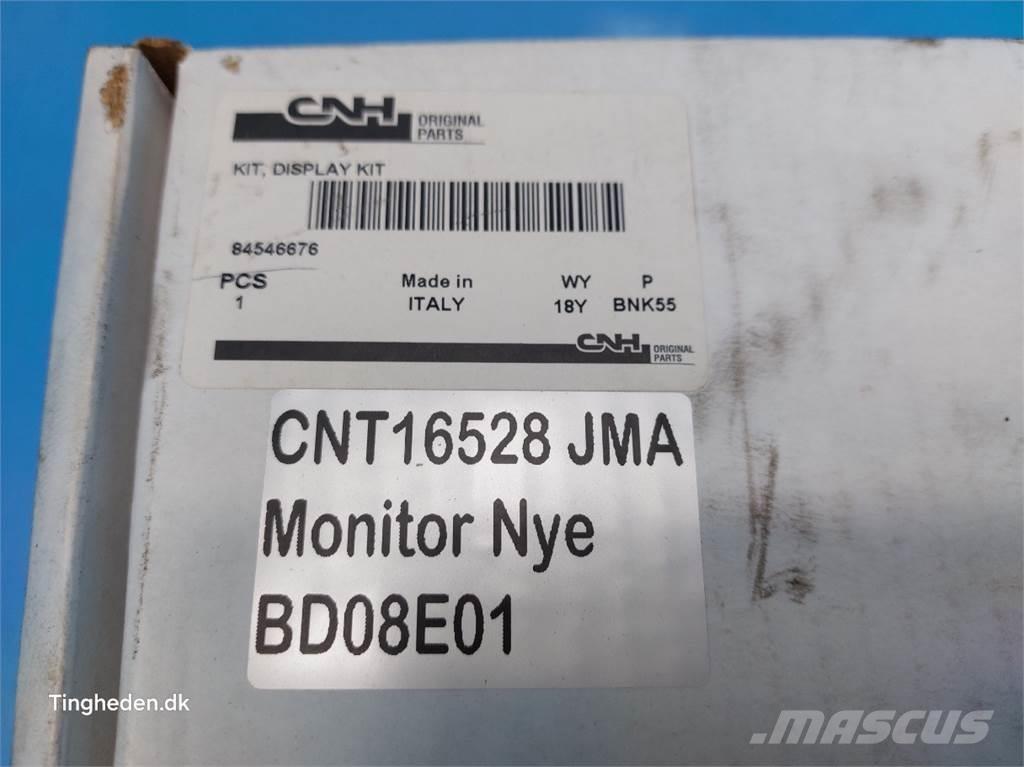 CNH ORIGINAL PARTS
KIT, DISPLAY KIT
84546676
PCS Made in WY P
1 ITALY 18Y BNK55
CNH ORIGINAL PARTS
CNT16528 JMA
Monitor Nye
BD08E01
Tingheden.dk
MASCUS